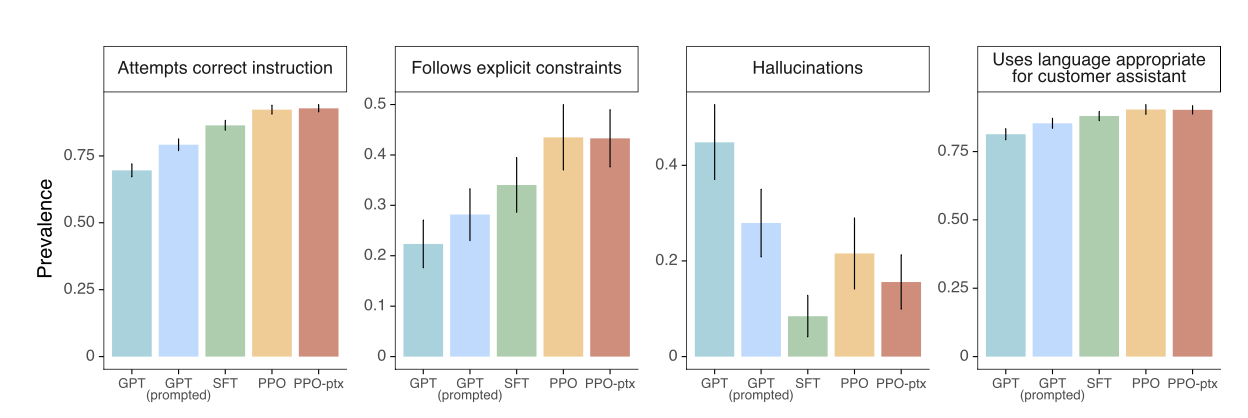 Attempts correct instruction
Follows explicit constraints
Hallucinations
Uses language appropriate
for customer assistant
Prevalence
0.75
0.50
0.25
0
GPT
GPT
(prompted)
SFT
PPO
PPO-ptx
0.5
0.4
0.3
0.2
0.1
0
GPT
GPT
(prompted)
SFT
PPO
PPO-ptx
0.4
0.2
0
GPT
GPT
(prompted)
SFT
PPO
PPO-ptx
0.75
0.50
0.25
0
GPT
GPT
(prompted)
SFT
PPO
PPO-ptx